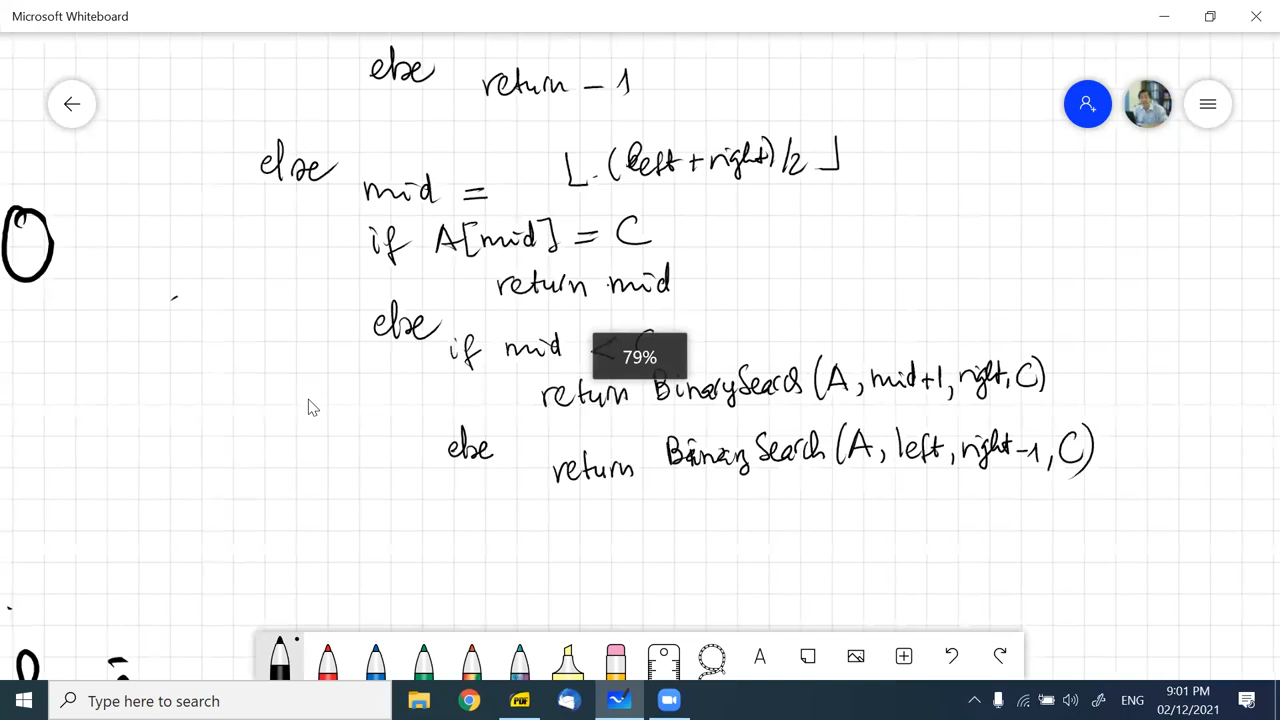 Microsoft Whiteboard
else return - 1
else mid = ⌊(left + right)/2⌋
if A[mid] = C
return mid
else if mid <
79%
return BinarySearch (A, mid+1, right, C)
else return BinarySearch (A, left, right-1, C)
A
Type here to search
PDF
ENG
9:01 PM
02/12/2021